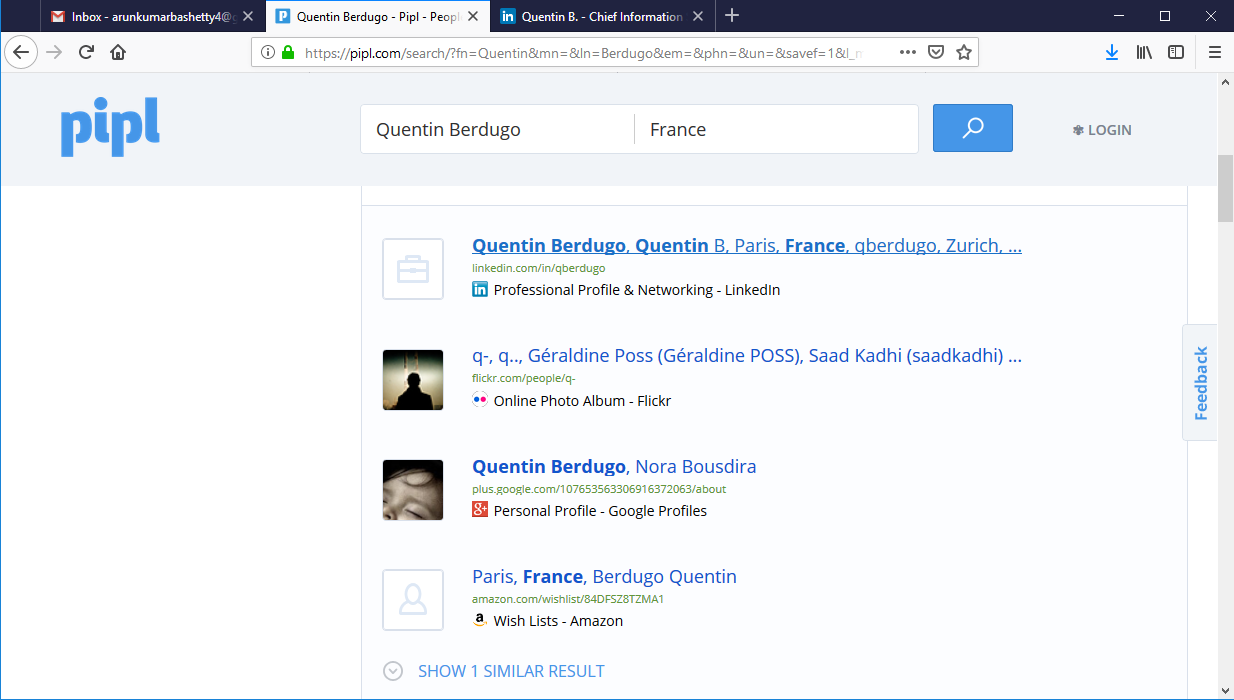 Inbox - arunkumarbashetty4@g
Quentin Berdugo - Pipl - Peopl
Quentin B. - Chief Information
https://pipl.com/search/?fn=Quentin&mn=&ln=Berdugo&em=&phn=&un=&savef=1&l_m
pipl
Quentin Berdugo
France
LOGIN
Quentin Berdugo, Quentin B, Paris, France, qberdugo, Zurich, ...
linkedin.com/in/qberdugo
in Professional Profile & Networking - LinkedIn
q-, q.., Géraldine Poss (Géraldine POSS), Saad Kadhi (saadkadhi) ...
flickr.com/people/q-
Online Photo Album - Flickr
Feedback
Quentin Berdugo, Nora Bousdira
plus.google.com/107653563306916372063/about
g+ Personal Profile - Google Profiles
Paris, France, Berdugo Quentin
amazon.com/wishlist/84DFSZ8TZMA1
a Wish Lists - Amazon
SHOW 1 SIMILAR RESULT